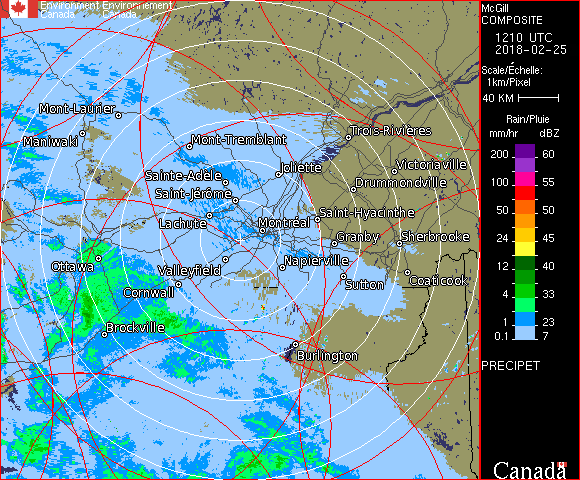 Environment Environnement
Canada Canada
McGill
COMPOSITE
1210 UTC
2018-02-25
Scale/Échelle:
1km/Pixel
40 KM
Rain/Pluie
mm/hr dBZ
200 60
100 55
50 50
24 45
12 40
4 33
1 23
0.1 7
PRECIPET
Canada
Mont-Laurier
Maniwaki
Mont-Tremblant
Trois-Rivières
Joliette
Victoriaville
Sainte-Adèle
Drummondville
Saint-Jérôme
Saint-Hyacinthe
Lachute
Montréal
Granby
Sherbrooke
Ottawa
Valleyfield
Napierville
Coaticook
Cornwall
Sutton
Brockville
Burlington